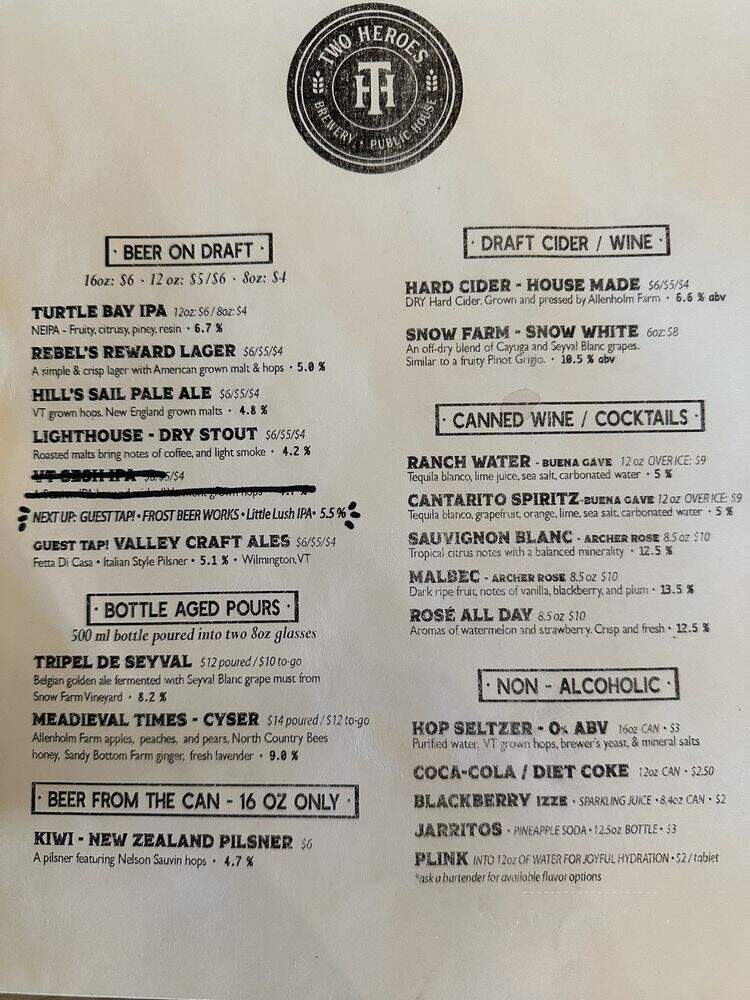 TWO HEROES
TH
BREWERY • PUBLIC HOUSE
· BEER ON DRAFT ·
16oz: $6 · 12 oz: $5/$6 · 8oz: $4
TURTLE BAY IPA 12oz: $6/8oz: $4
NEIPA - Fruity, citrusy, piney, resin • 6.7 %
REBEL'S REWARD LAGER $6/$5/$4
A simple & crisp lager with American grown malt & hops • 5.0 %
HILL'S SAIL PALE ALE $6/$5/$4
VT grown hops. New England grown malts • 4.8 %
LIGHTHOUSE - DRY STOUT $6/$5/$4
Roasted malts bring notes of coffee, and light smoke • 4.2 %
VT SESH IPA $6/$5/$4
NEXT UP: GUEST TAP! • FROST BEER WORKS • Little Lush IPA • 5.5 %
GUEST TAP! VALLEY CRAFT ALES $6/$5/$4
Fetta Di Casa • Italian Style Pilsner • 5.1 % • Wilmington, VT
· BOTTLE AGED POURS ·
500 ml bottle poured into two 8oz glasses
TRIPEL DE SEYVAL $12 poured / $10 to-go
Belgian golden ale fermented with Seyval Blanc grape must from
Snow Farm Vineyard • 8.2 %
MEADIEVAL TIMES - CYSER $14 poured / $12 to-go
Allenholm Farm apples, peaches, and pears, North Country Bees
honey, Sandy Bottom Farm ginger, fresh lavender • 9.0 %
· BEER FROM THE CAN - 16 OZ ONLY ·
KIWI - NEW ZEALAND PILSNER $6
A pilsner featuring Nelson Sauvin hops • 4.7 %
· DRAFT CIDER / WINE ·
HARD CIDER - HOUSE MADE $6/$5/$4
DRY Hard Cider. Grown and pressed by Allenholm Farm • 6.6 % abv
SNOW FARM - SNOW WHITE 6oz: $8
An off-dry blend of Cayuga and Seyval Blanc grapes.
Similar to a fruity Pinot Grigio. • 10.5 % abv
· CANNED WINE / COCKTAILS ·
RANCH WATER - BUENA GAVE 12 oz OVER ICE: $9
Tequila blanco, lime juice, sea salt, carbonated water • 5 %
CANTARITO SPIRITZ-BUENA GAVE 12 oz OVER ICE: $9
Tequila blanco, grapefruit, orange, lime, sea salt, carbonated water • 5 %
SAUVIGNON BLANC - ARCHER ROSE 8.5 oz $10
Tropical citrus notes with a balanced minerality • 12.5 %
MALBEC - ARCHER ROSE 8.5 oz $10
Dark ripe fruit, notes of vanilla, blackberry, and plum • 13.5 %
ROSÉ ALL DAY 8.5 oz $10
Aromas of watermelon and strawberry. Crisp and fresh • 12.5 %
· NON - ALCOHOLIC ·
HOP SELTZER - 0% ABV 16oz CAN • $3
Purified water, VT grown hops, brewer's yeast, & mineral salts
COCA-COLA / DIET COKE 12oz CAN • $2.50
BLACKBERRY IZZE • SPARKLING JUICE • 8.4oz CAN • $2
JARRITOS • PINEAPPLE SODA • 12.5oz BOTTLE • $3
PLINK INTO 12oz OF WATER FOR JOYFUL HYDRATION • $2 / tablet
*ask a bartender for available flavor options